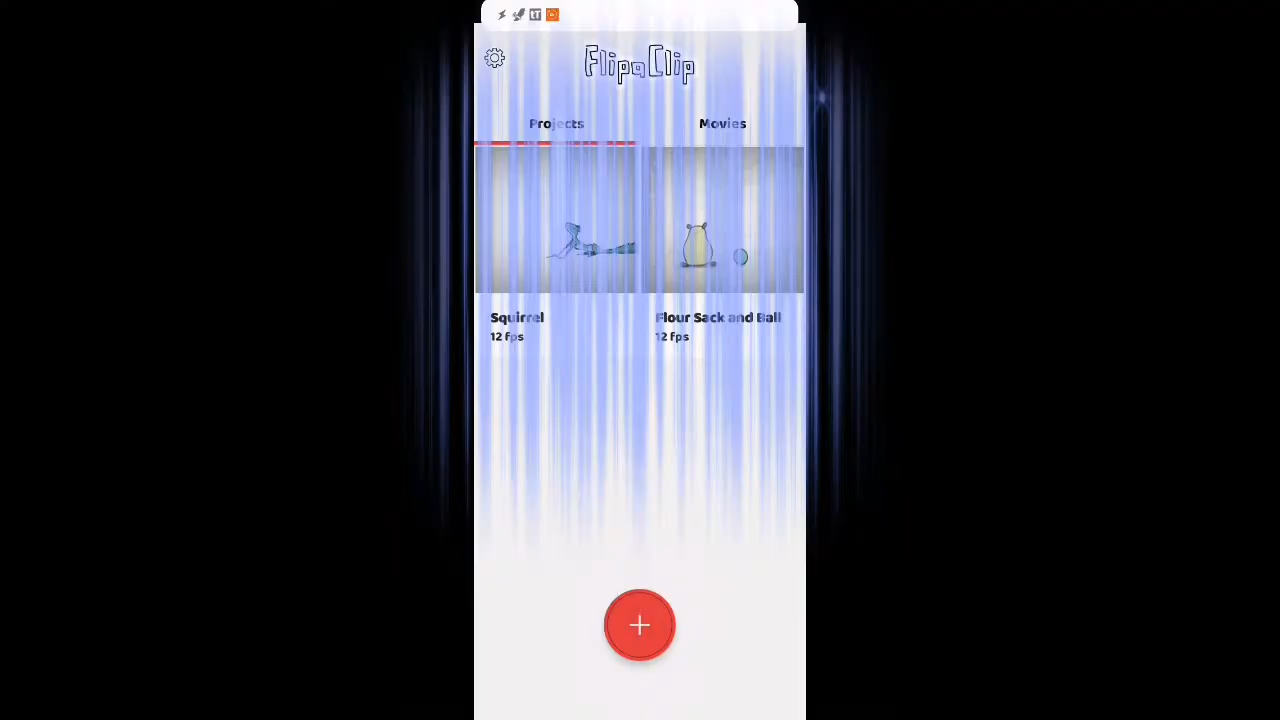 FlipaClip
Projects
Movies
Squirrel
12 fps
Flour Sack and Ball
12 fps